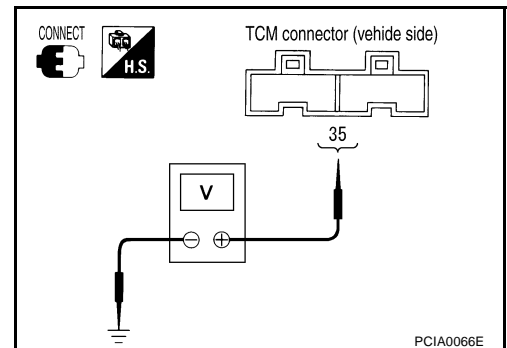 CONNECT
H.S.
TCM connector (vehide side)
35
V
− +
PCIA0066E